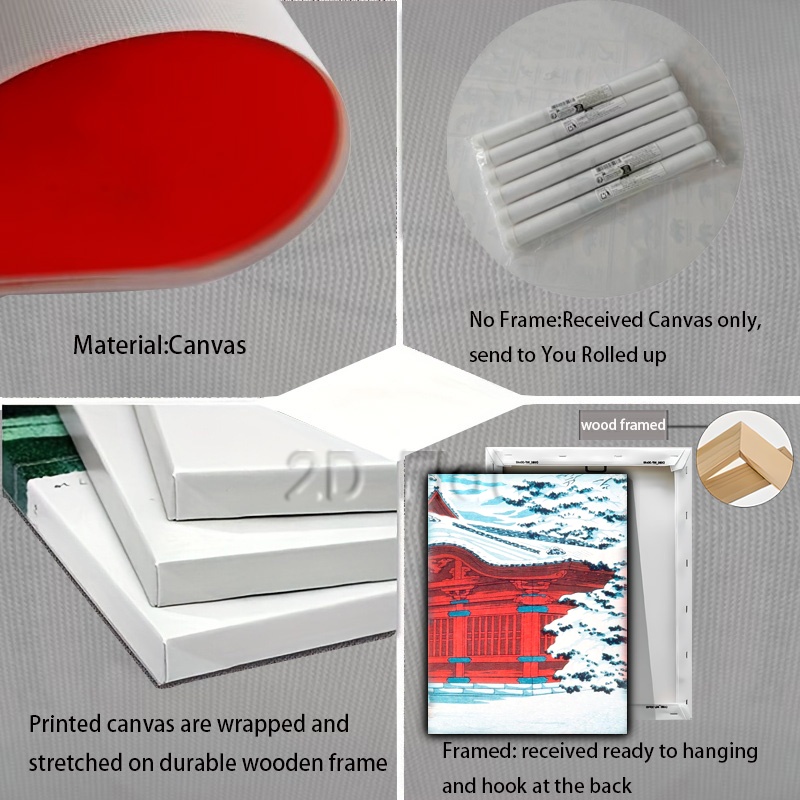 Material:Canvas
No Frame:Received Canvas only,
send to You Rolled up
2D
wood framed
Printed canvas are wrapped and
stretched on durable wooden frame
Framed: received ready to hanging
and hook at the back